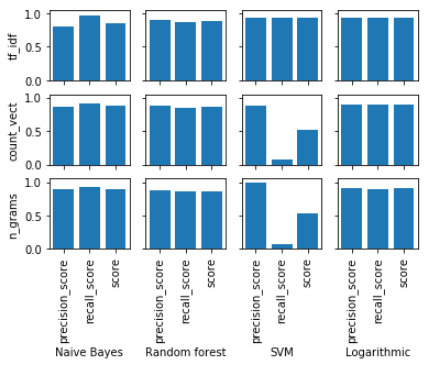 1.0
0.5
0.0
tf_idf
1.0
0.5
0.0
count_vect
1.0
0.5
0.0
n_grams
precision_score
recall_score
score
precision_score
recall_score
score
precision_score
recall_score
score
precision_score
recall_score
score
Naive Bayes
Random forest
SVM
Logarithmic